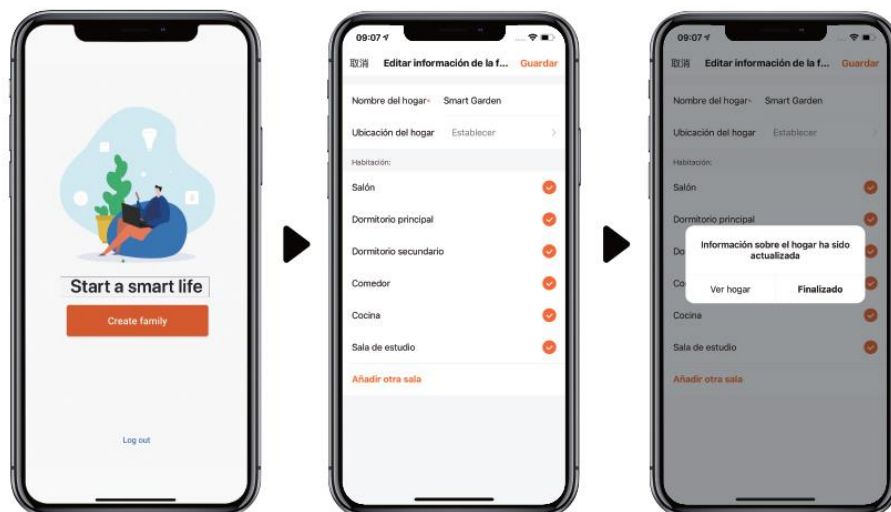 Start a smart life
Create family
Log out
09:07
取消 Editar información de la f... Guardar
Nombre del hogar* Smart Garden
Ubicación del hogar Establecer
Habitación:
Salón
Dormitorio principal
Dormitorio secundario
Comedor
Cocina
Sala de estudio
Añadir otra sala
09:07
取消 Editar información de la f... Guardar
Nombre del hogar* Smart Garden
Ubicación del hogar Establecer
Habitación:
Salón
Dormitorio principal
Información sobre el hogar ha sido
actualizada
Do
Co
Ver hogar Finalizado
Cocina
Sala de estudio
Añadir otra sala